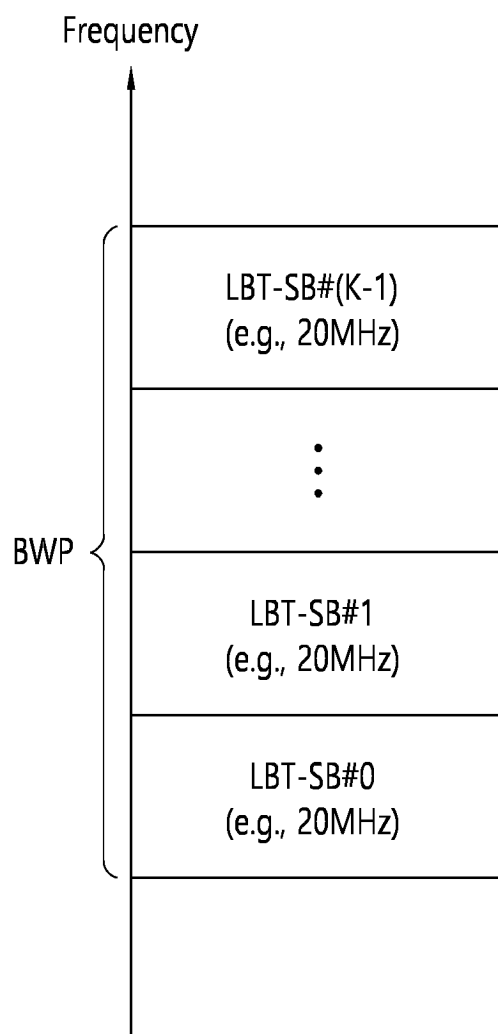 Frequency
LBT-SB#(K-1)
(e.g., 20MHz)
BWP
LBT-SB#1
(e.g., 20MHz)
LBT-SB#0
(e.g., 20MHz)